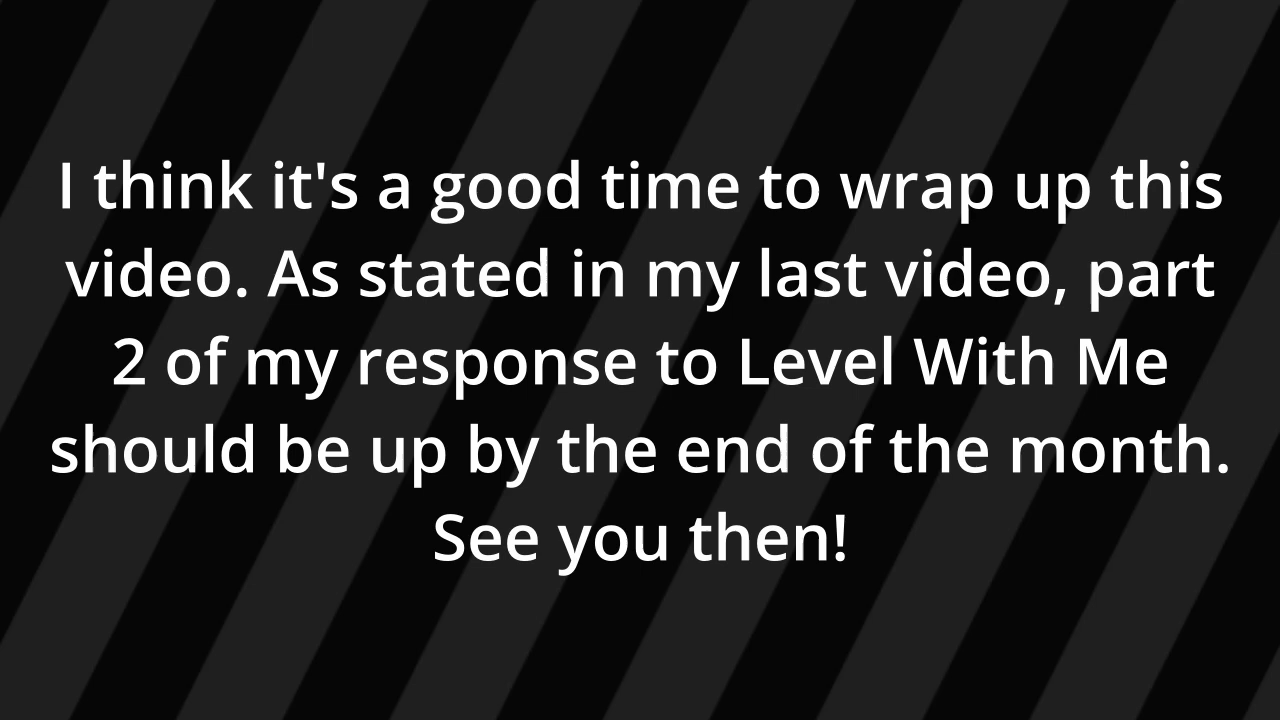 I think it's a good time to wrap up this
video. As stated in my last video, part
2 of my response to Level With Me
should be up by the end of the month.
See you then!